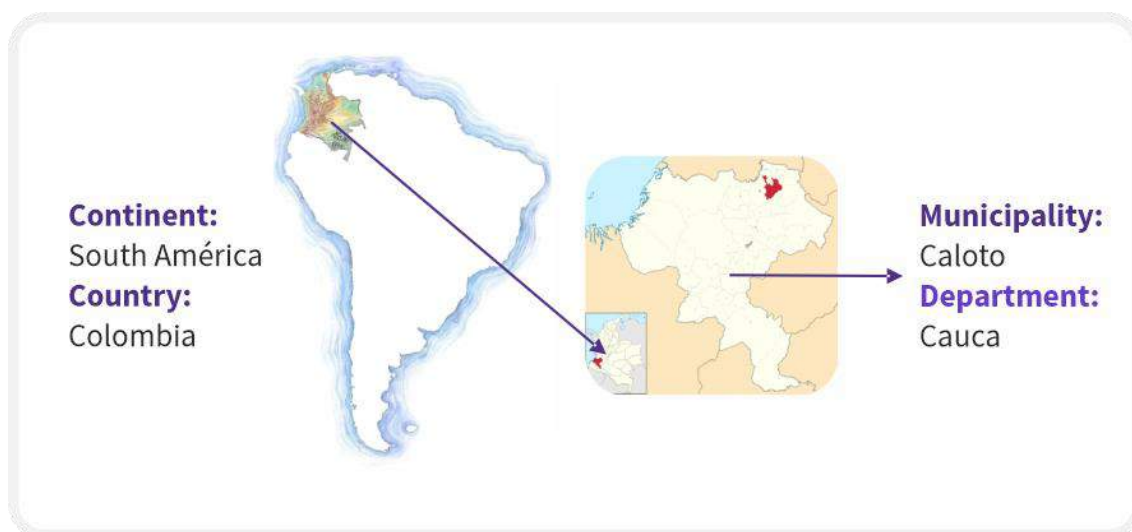 Continent:
South América
Country:
Colombia
Municipality:
Caloto
Department:
Cauca